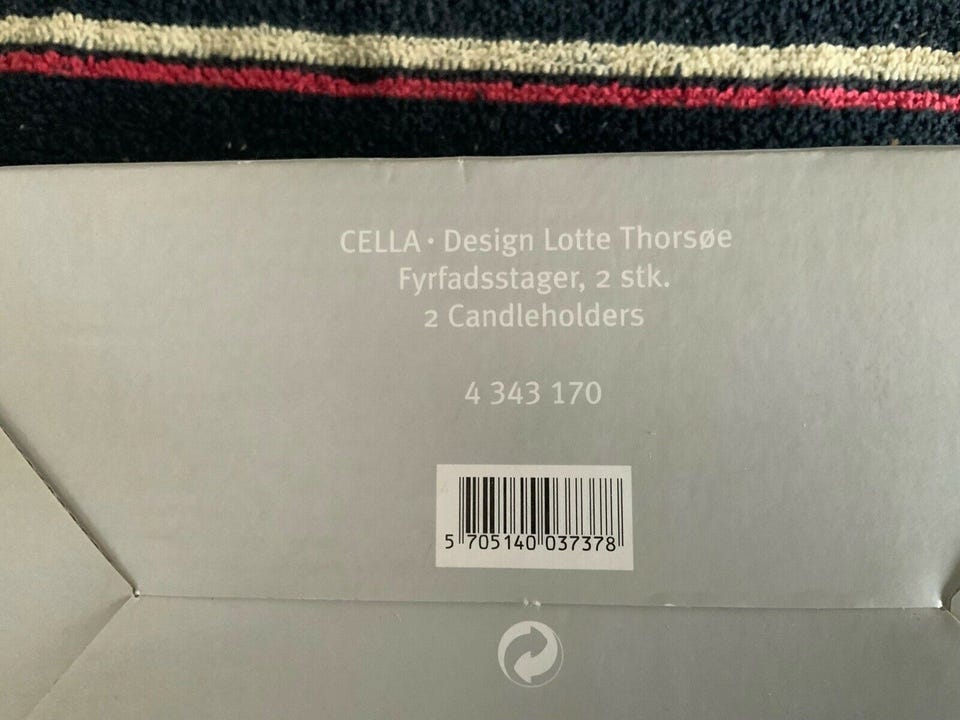 CELLA · Design Lotte Thorsøe
Fyrfadsstager, 2 stk.
2 Candleholders
4 343 170
5 705140 037378